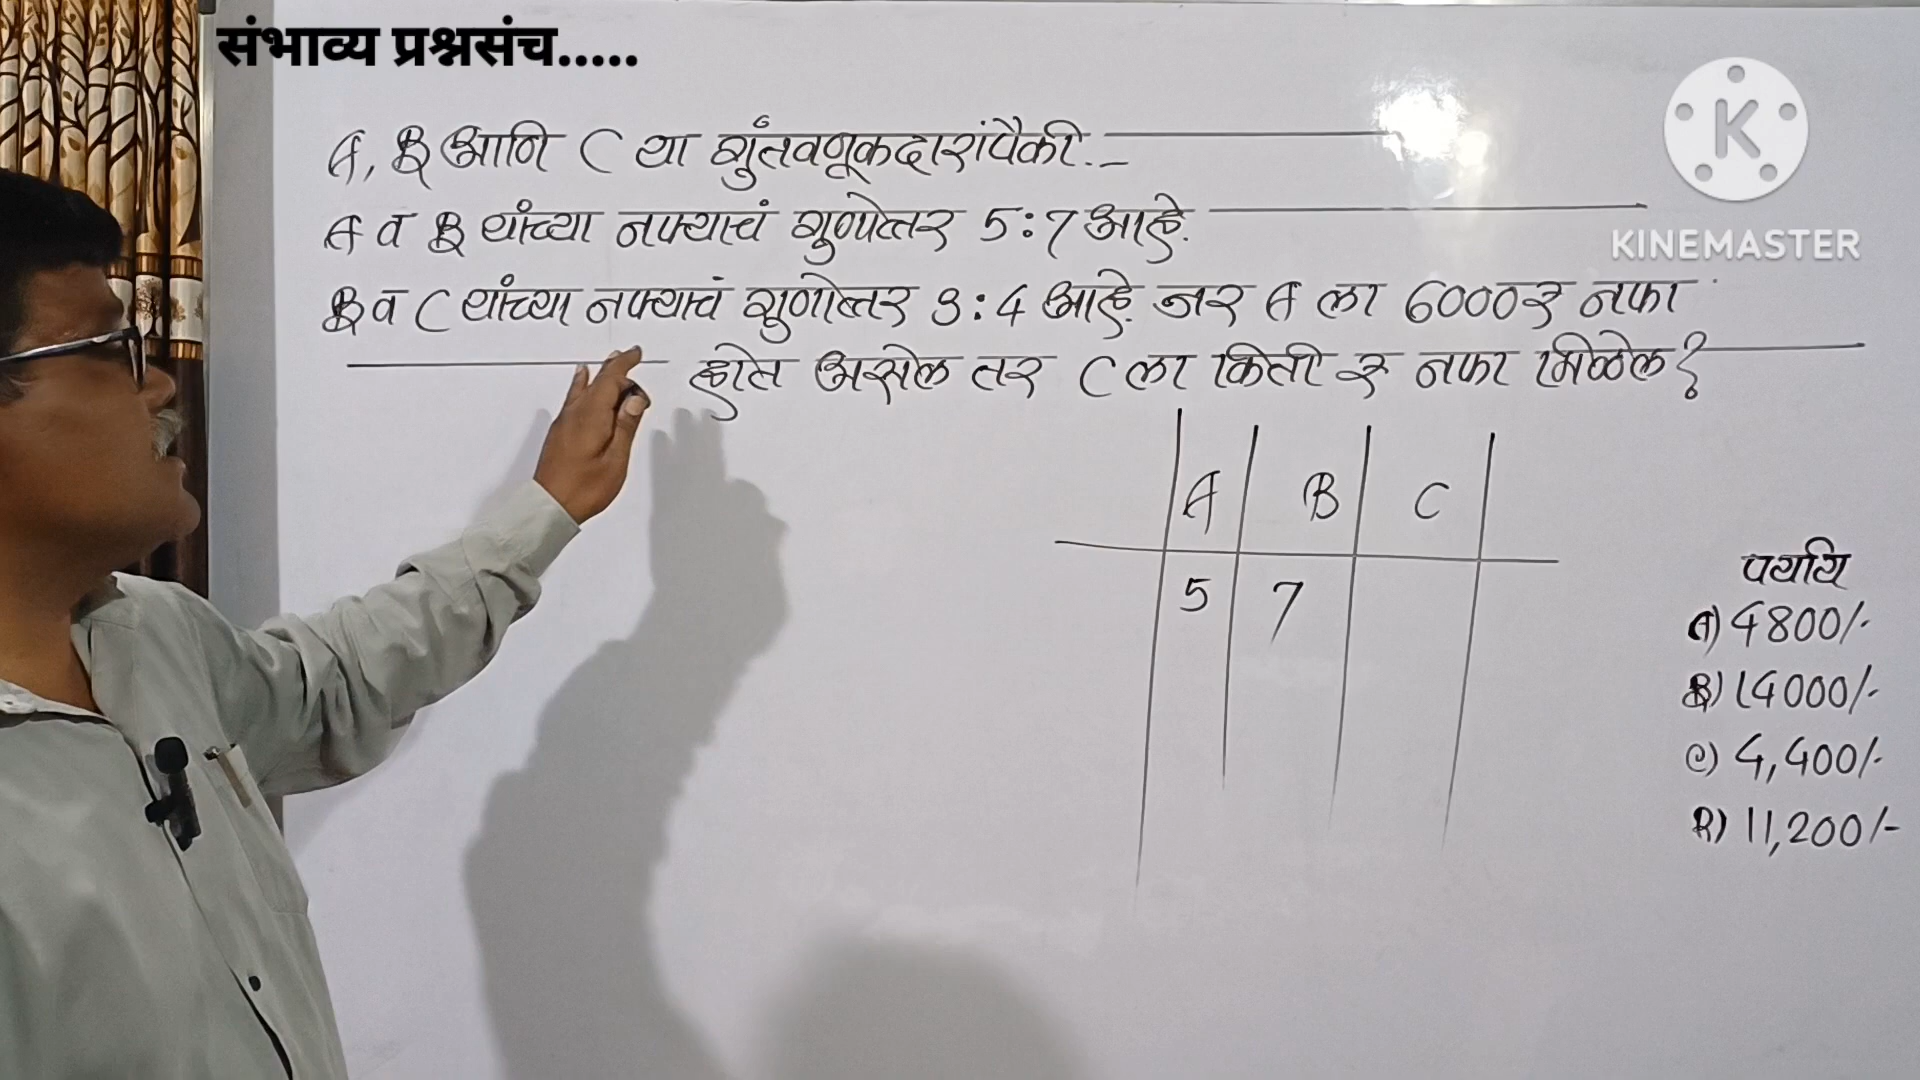 संभाव्य प्रश्नसंच.....
KINEMASTER
A, B आणि C या गुंतवणूकदारांपैकी.-
A व B यांच्या नफ्याचं गुणोत्तर 5:7 आहे.
B व C यांच्या नफ्याचं गुणोत्तर 3:4 आहे. जर A ला 6000 रु नफा
होत असेल तर C ला किती रु नफा मिळेल?
A B C
5 7
पर्याय
A) 4800/-
B) 14000/-
C) 4,400/-
D) 11,200/-